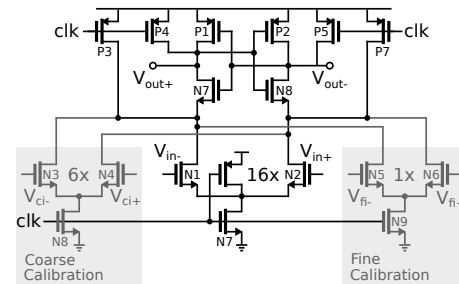 clk P4 P1 P2 P5 clk
P3 P7
Vout+ N7 N8 Vout-
Vin- Vin+
N3 6x N4 N1 16x N2 N5 1x N6
Vci- Vci+ Vfi- Vfi-
clk
N8 N7 N9
Coarse Fine
Calibration Calibration